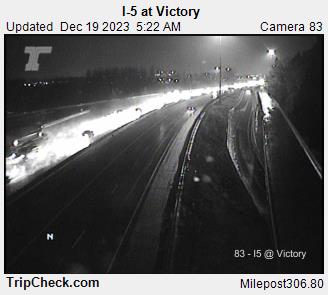 I-5 at Victory
Updated Dec 19 2023 5:22 AM Camera 83
T
N
83 - I5 @ Victory
TripCheck.com Milepost306.80